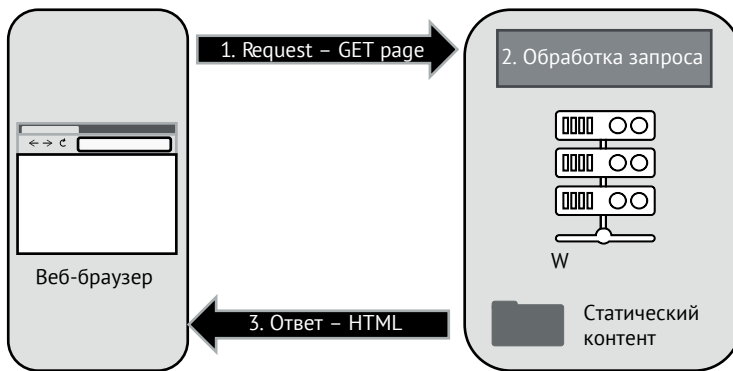 1. Request – GET page
2. Обработка запроса
W
Веб-браузер
3. Ответ – HTML
Статический
контент